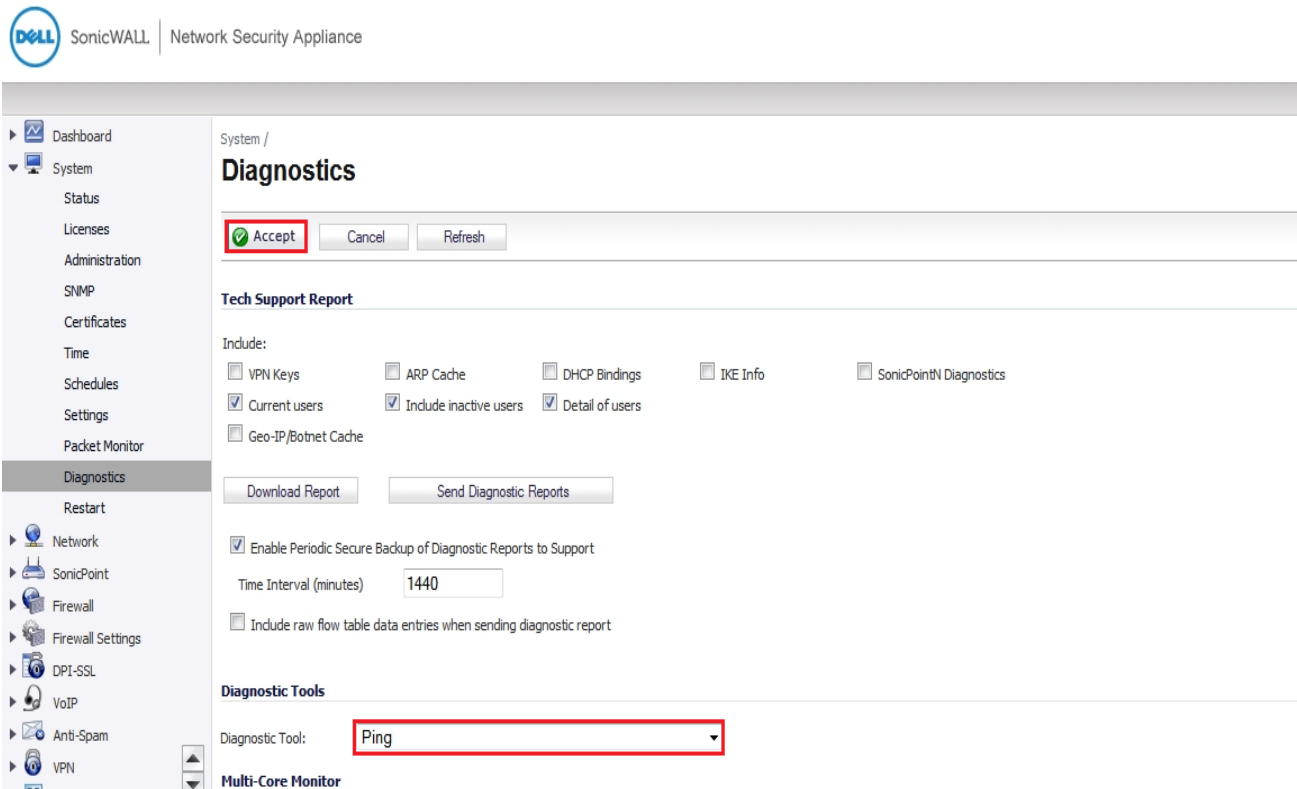 DELL SonicWALL Network Security Appliance
Dashboard
System
Status
Licenses
Administration
SNMP
Certificates
Time
Schedules
Settings
Packet Monitor
Diagnostics
Restart
Network
SonicPoint
Firewall
Firewall Settings
DPI-SSL
VoIP
Anti-Spam
VPN
System /
Diagnostics
Accept Cancel Refresh
Tech Support Report
Include:
VPN Keys ARP Cache DHCP Bindings IKE Info SonicPointN Diagnostics
Current users Include inactive users Detail of users
Geo-IP/Botnet Cache
Download Report Send Diagnostic Reports
Enable Periodic Secure Backup of Diagnostic Reports to Support
Time Interval (minutes) 1440
Include raw flow table data entries when sending diagnostic report
Diagnostic Tools
Diagnostic Tool: Ping
Multi-Core Monitor